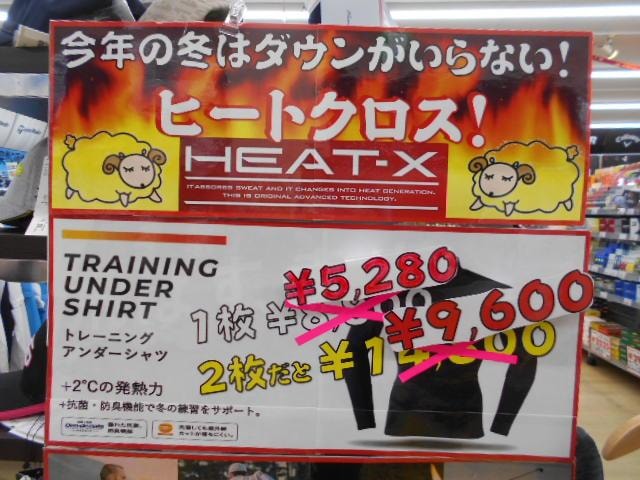 今年の冬はダウンがいらない!
ヒートクロス!
HEAT-X
IT ABSORBS SWEAT AND IT CHANGES INTO HEAT GENERATION.
THIS IS ORIGINAL ADVANCED TECHNOLOGY.
TRAINING
UNDER
SHIRT
トレーニング
アンダーシャツ
¥5,280
1枚¥8,
¥9,600
2枚だと¥14,800
+2℃の発熱力
+抗菌・防臭機能で冬の練習をサポート。